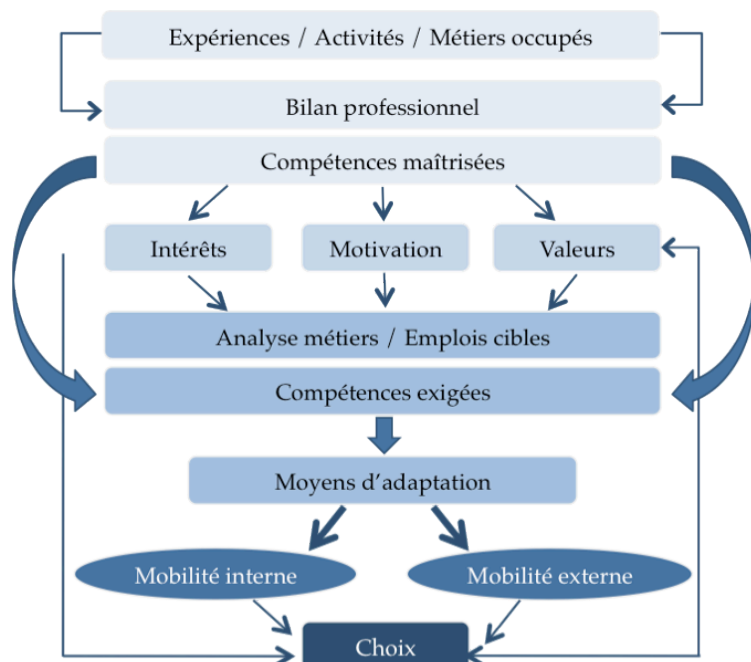 Expériences / Activités / Métiers occupés
Bilan professionnel
Compétences maîtrisées
Intérêts
Motivation
Valeurs
Analyse métiers / Emplois cibles
Compétences exigées
Moyens d'adaptation
Mobilité interne
Mobilité externe
Choix